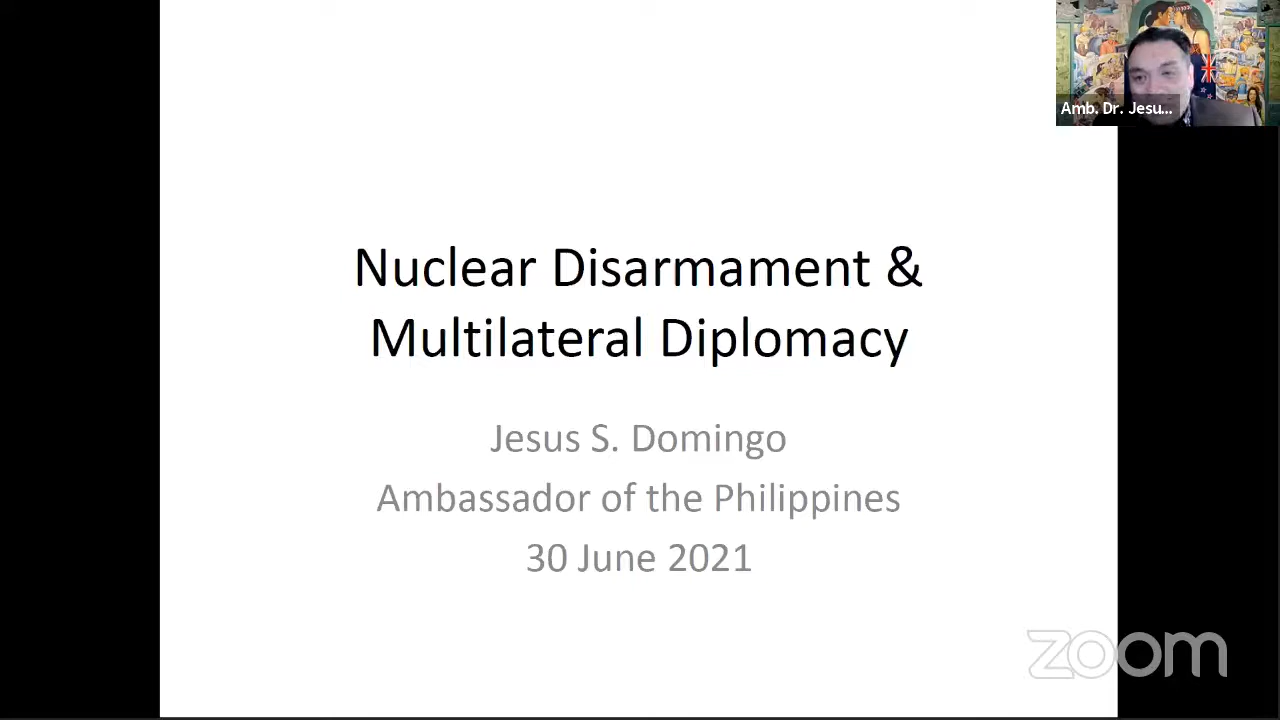 Amb. Dr. Jesu...
Nuclear Disarmament &
Multilateral Diplomacy
Jesus S. Domingo
Ambassador of the Philippines
30 June 2021
zoom